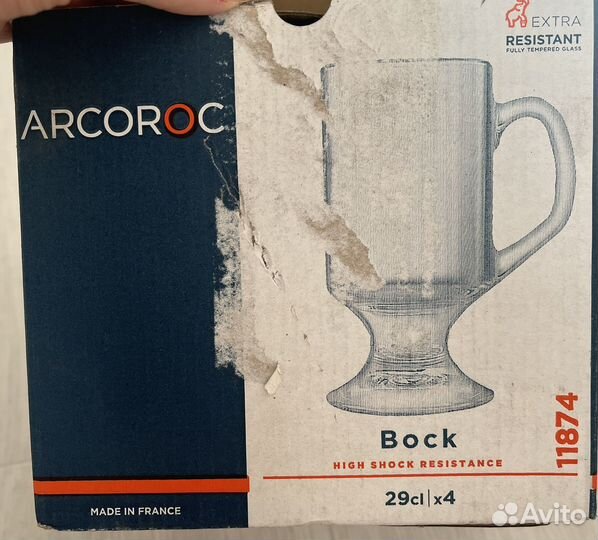 EXTRA
RESISTANT
FULLY TEMPERED GLASS
ARCOROC
Bock
HIGH SHOCK RESISTANCE
29cl|x4
11874
MADE IN FRANCE
Avito